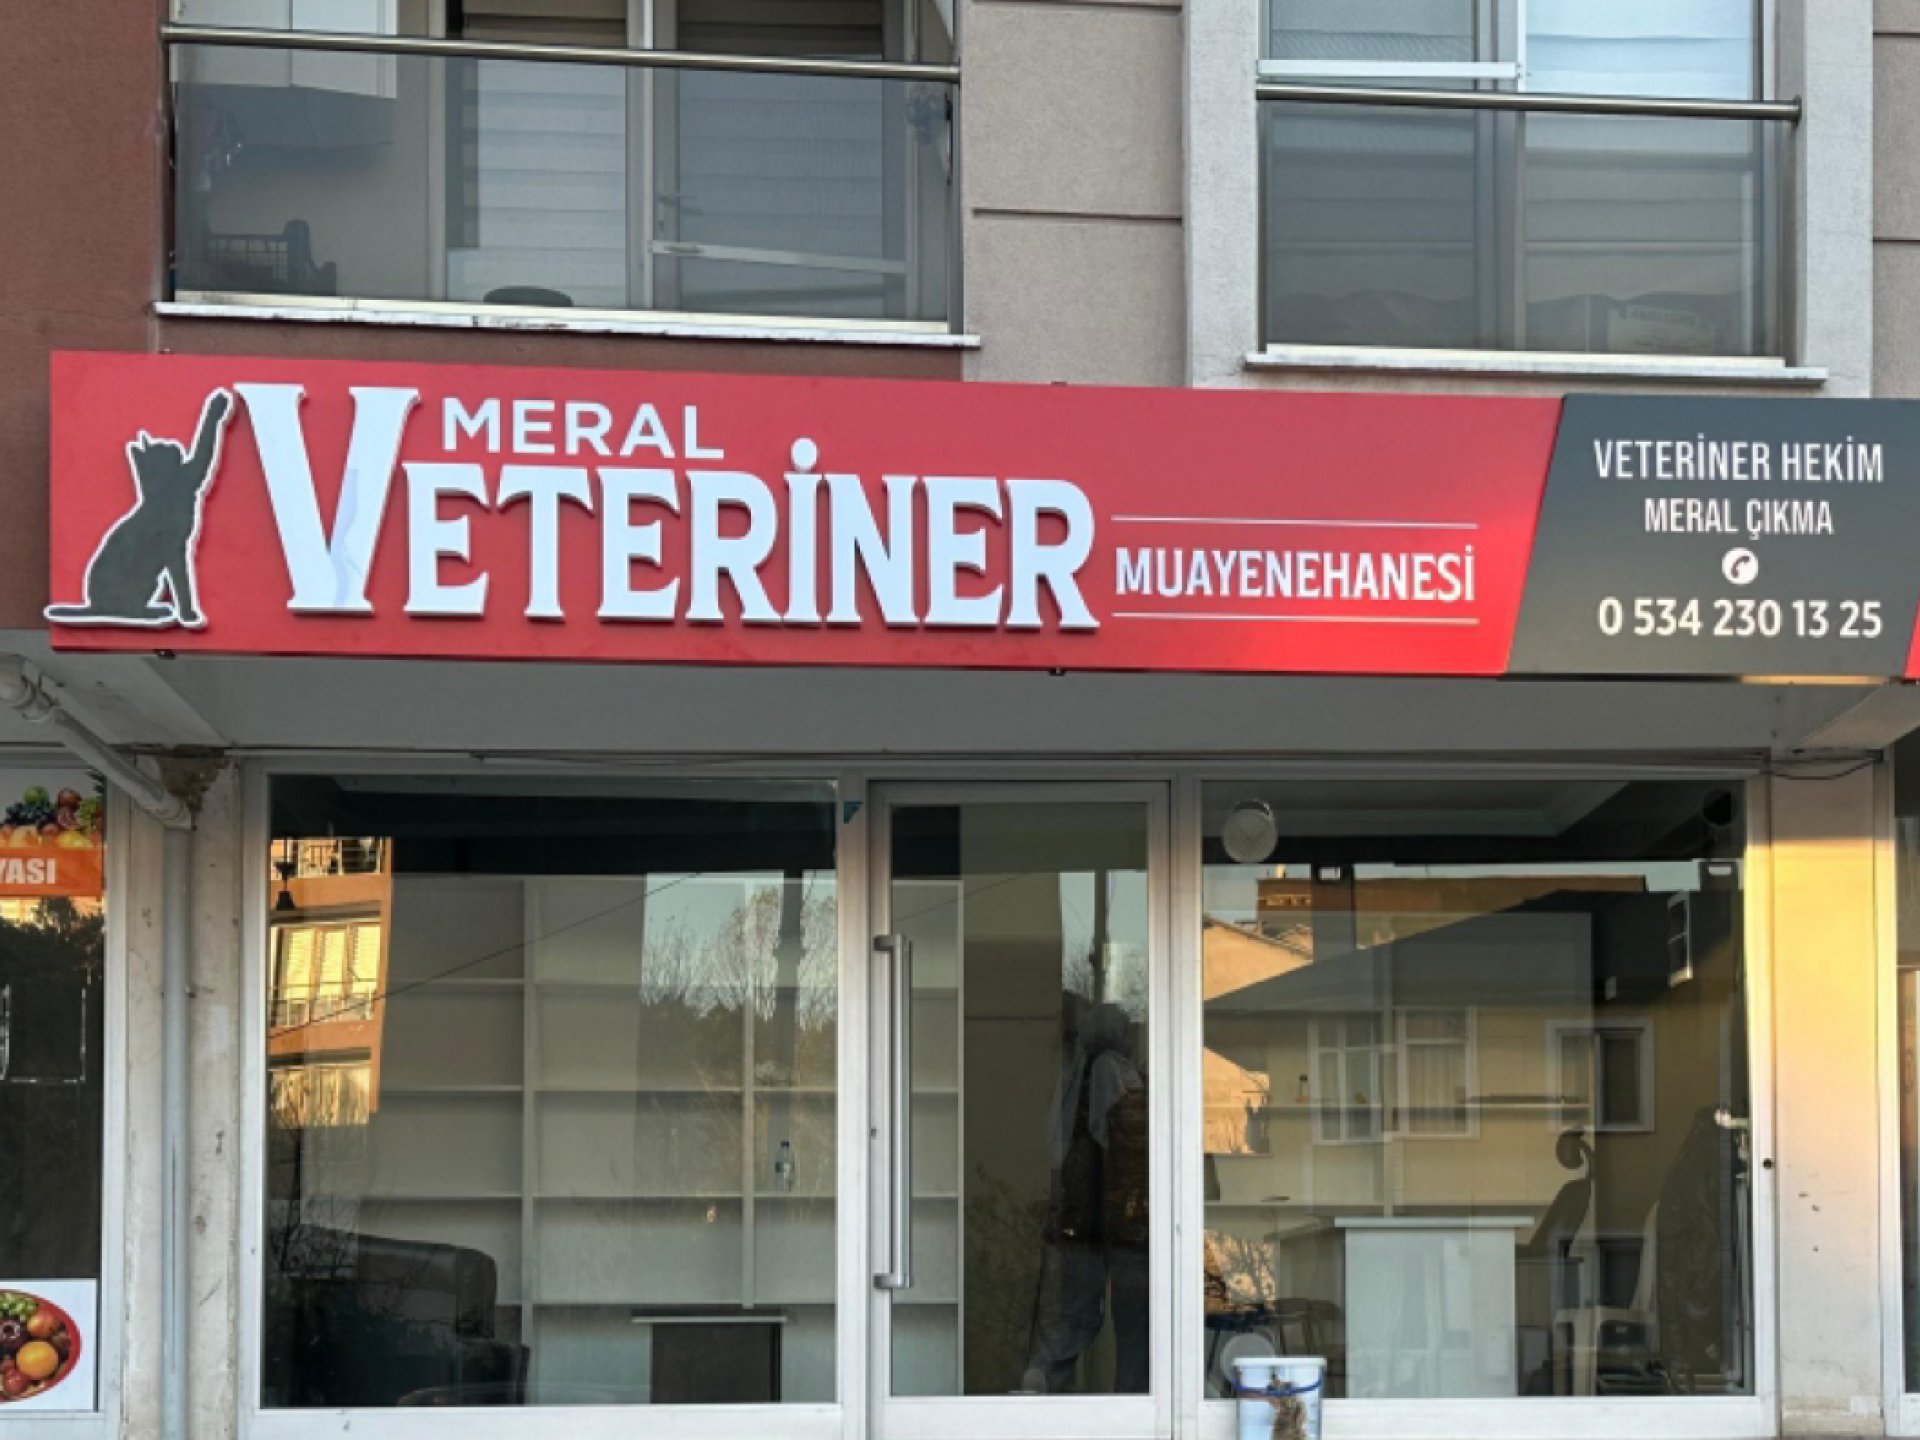 MERAL
VETERİNER
MUAYENEHANESİ
VETERİNER HEKİM
MERAL ÇIKMA
0 534 230 13 25
YASI